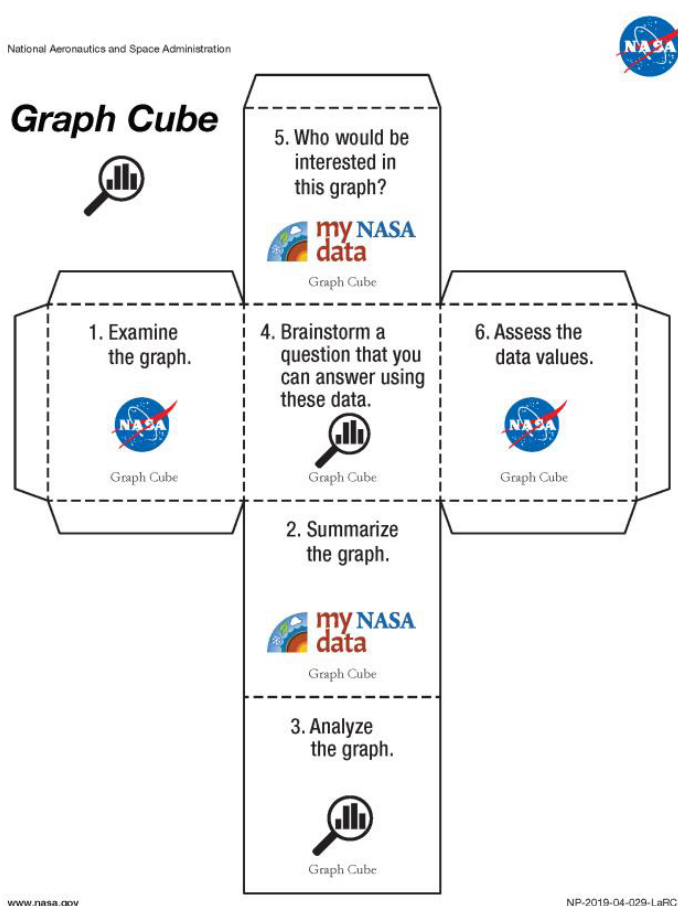 National Aeronautics and Space Administration
NASA
Graph Cube
5. Who would be
interested in
this graph?
my NASA
data
Graph Cube
1. Examine
the graph.
NASA
Graph Cube
4. Brainstorm a
question that you
can answer using
these data.
Graph Cube
6. Assess the
data values.
NASA
Graph Cube
2. Summarize
the graph.
my NASA
data
Graph Cube
3. Analyze
the graph.
Graph Cube
www.nasa.gov
NP-2019-04-029-LaRC